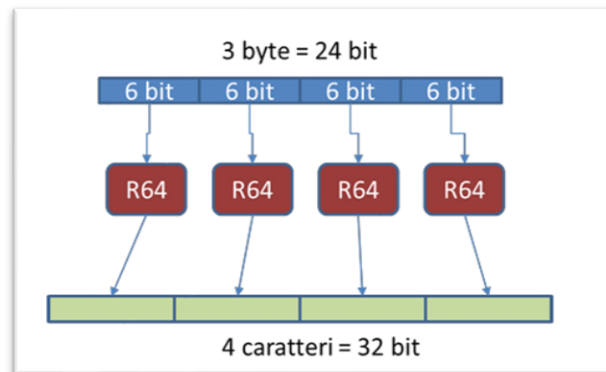 3 byte = 24 bit
6 bit 6 bit 6 bit 6 bit
R64 R64 R64 R64
4 caratteri = 32 bit